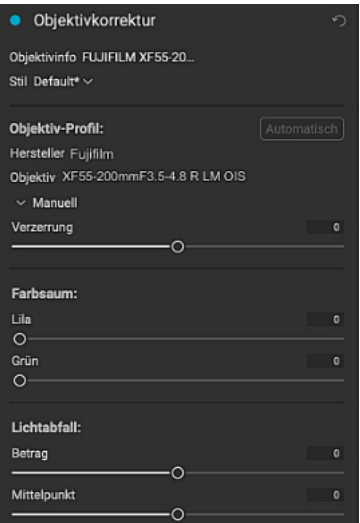 Objektivkorrektur
Objektivinfo FUJIFILM XF55-20...
Stil Default*
Objektiv-Profil: Automatisch
Hersteller Fujifilm
Objektiv XF55-200mmF3.5-4.8 R LM OIS
Manuell
Verzerrung 0
Farbsaum:
Lila 0
Grün 0
Lichtabfall:
Betrag 0
Mittelpunkt 0